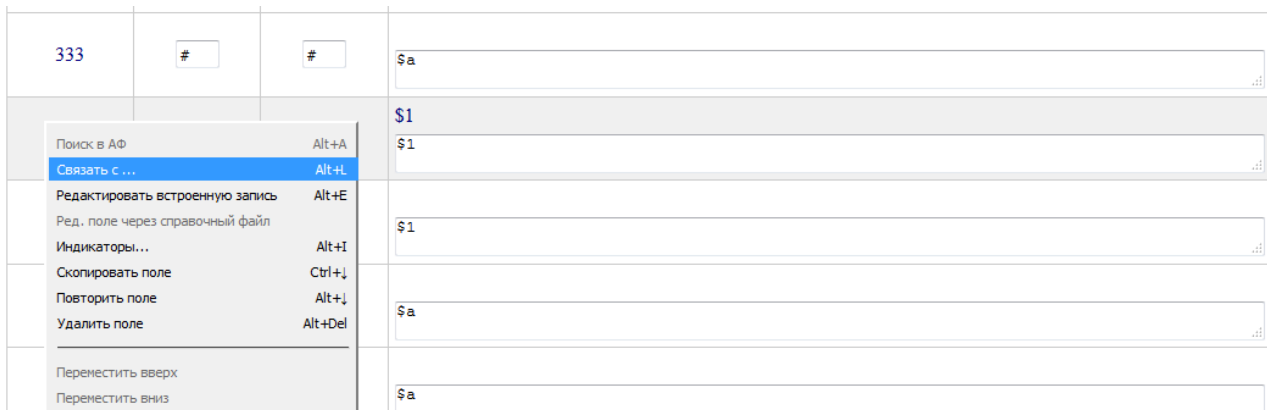 333 # # $a
$1
$1
Поиск в АФ Alt+A
Связать с ... Alt+L
Редактировать встроенную запись Alt+E
Ред. поле через справочный файл
$1
Индикаторы... Alt+I
Скопировать поле Ctrl+↓
Повторить поле Alt+↓
$a
Удалить поле Alt+Del
Переместить вверх
Переместить вниз
$a